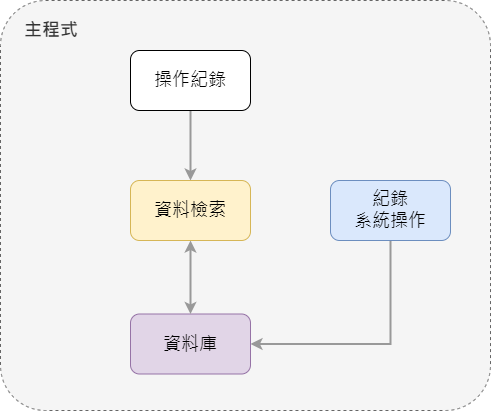 主程式
操作紀錄
資料檢索
紀錄
系統操作
資料庫